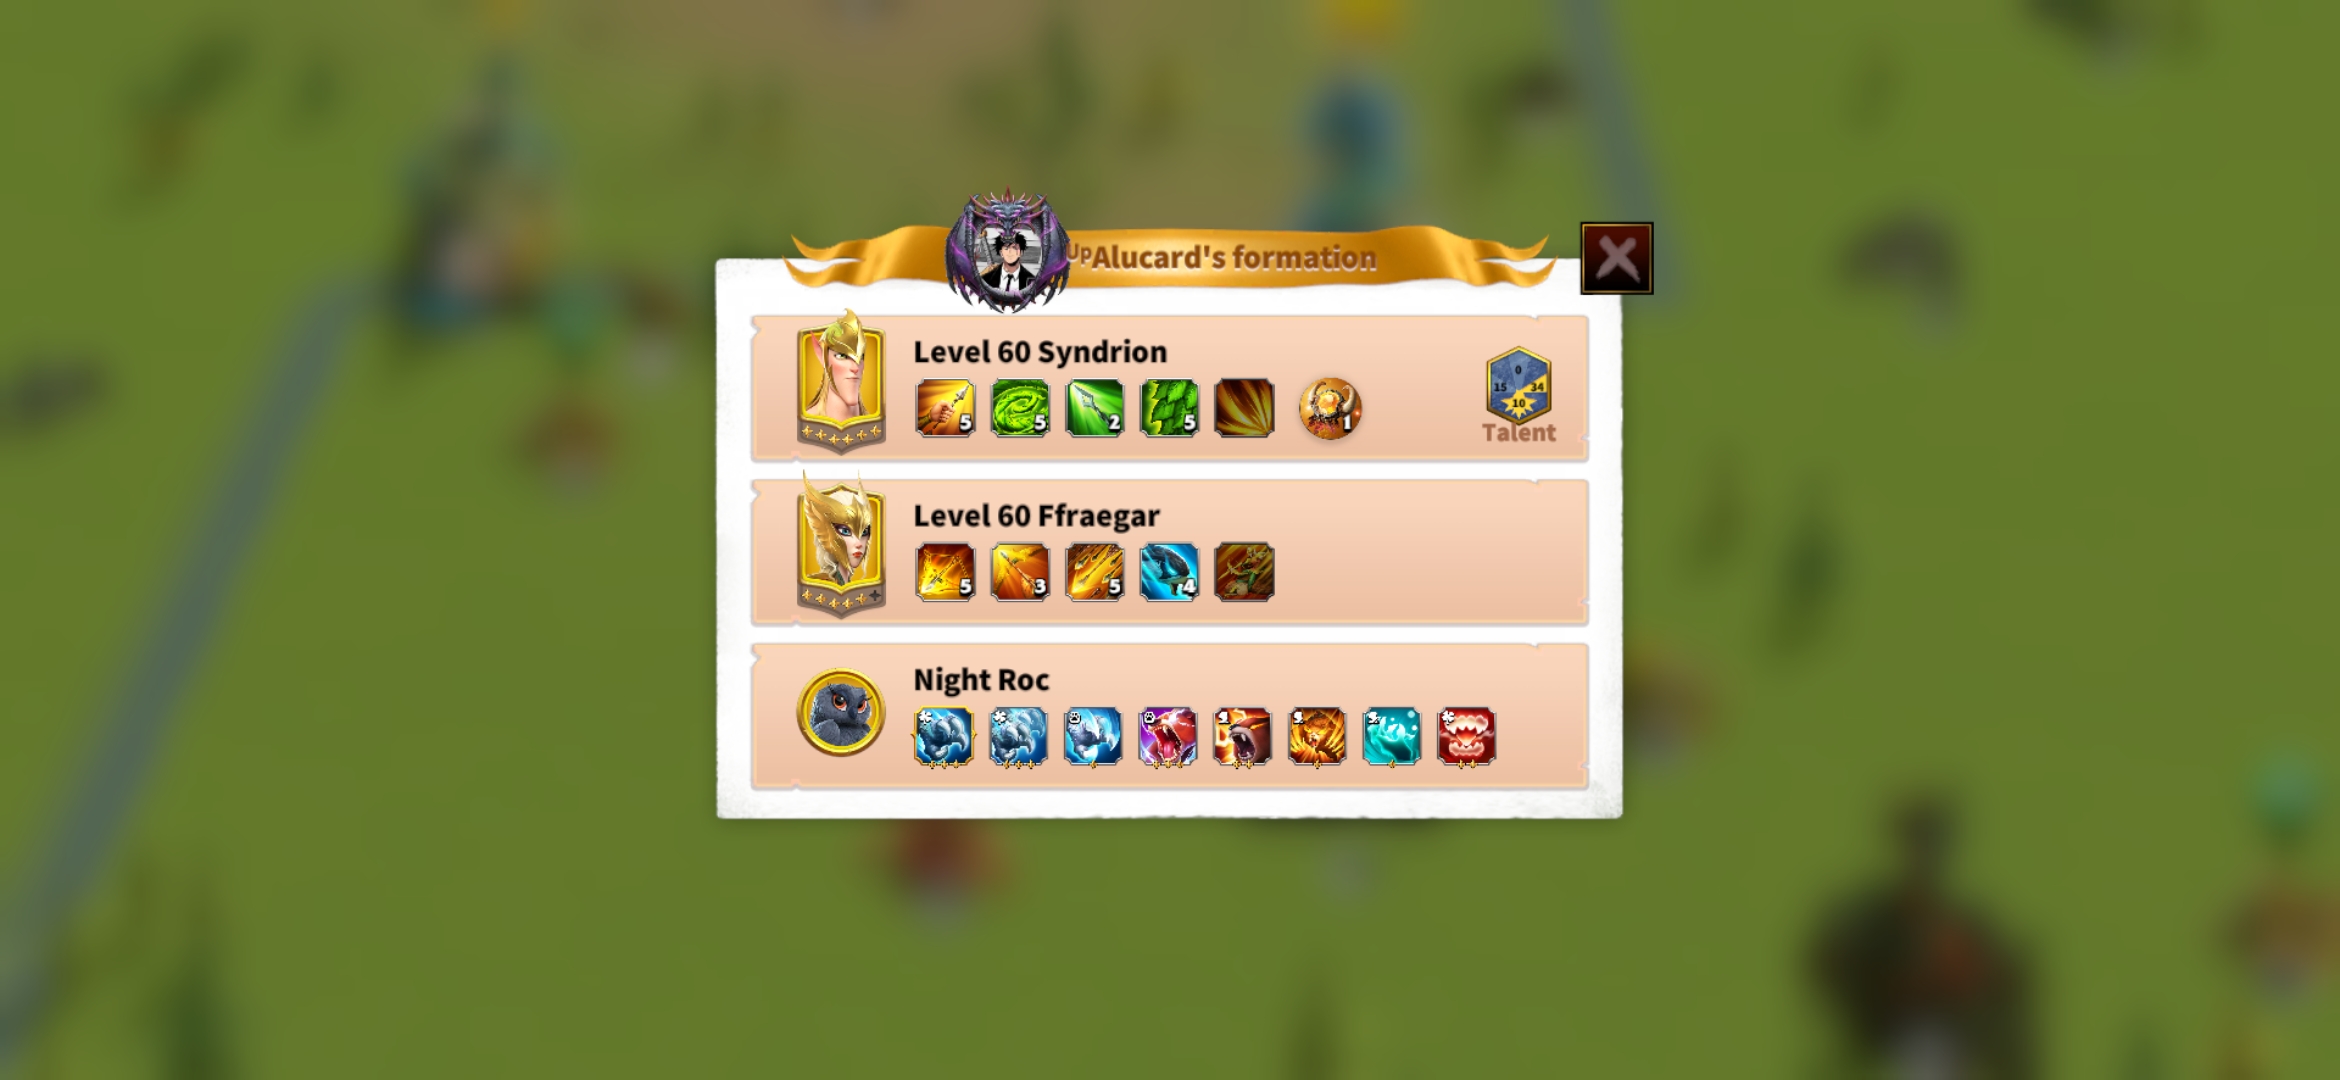 UpAlucard's formation
Level 60 Syndrion
5 5 2 5 1
0
15 34
10
Talent
Level 60 Ffraegar
5 3 5 4
Night Roc